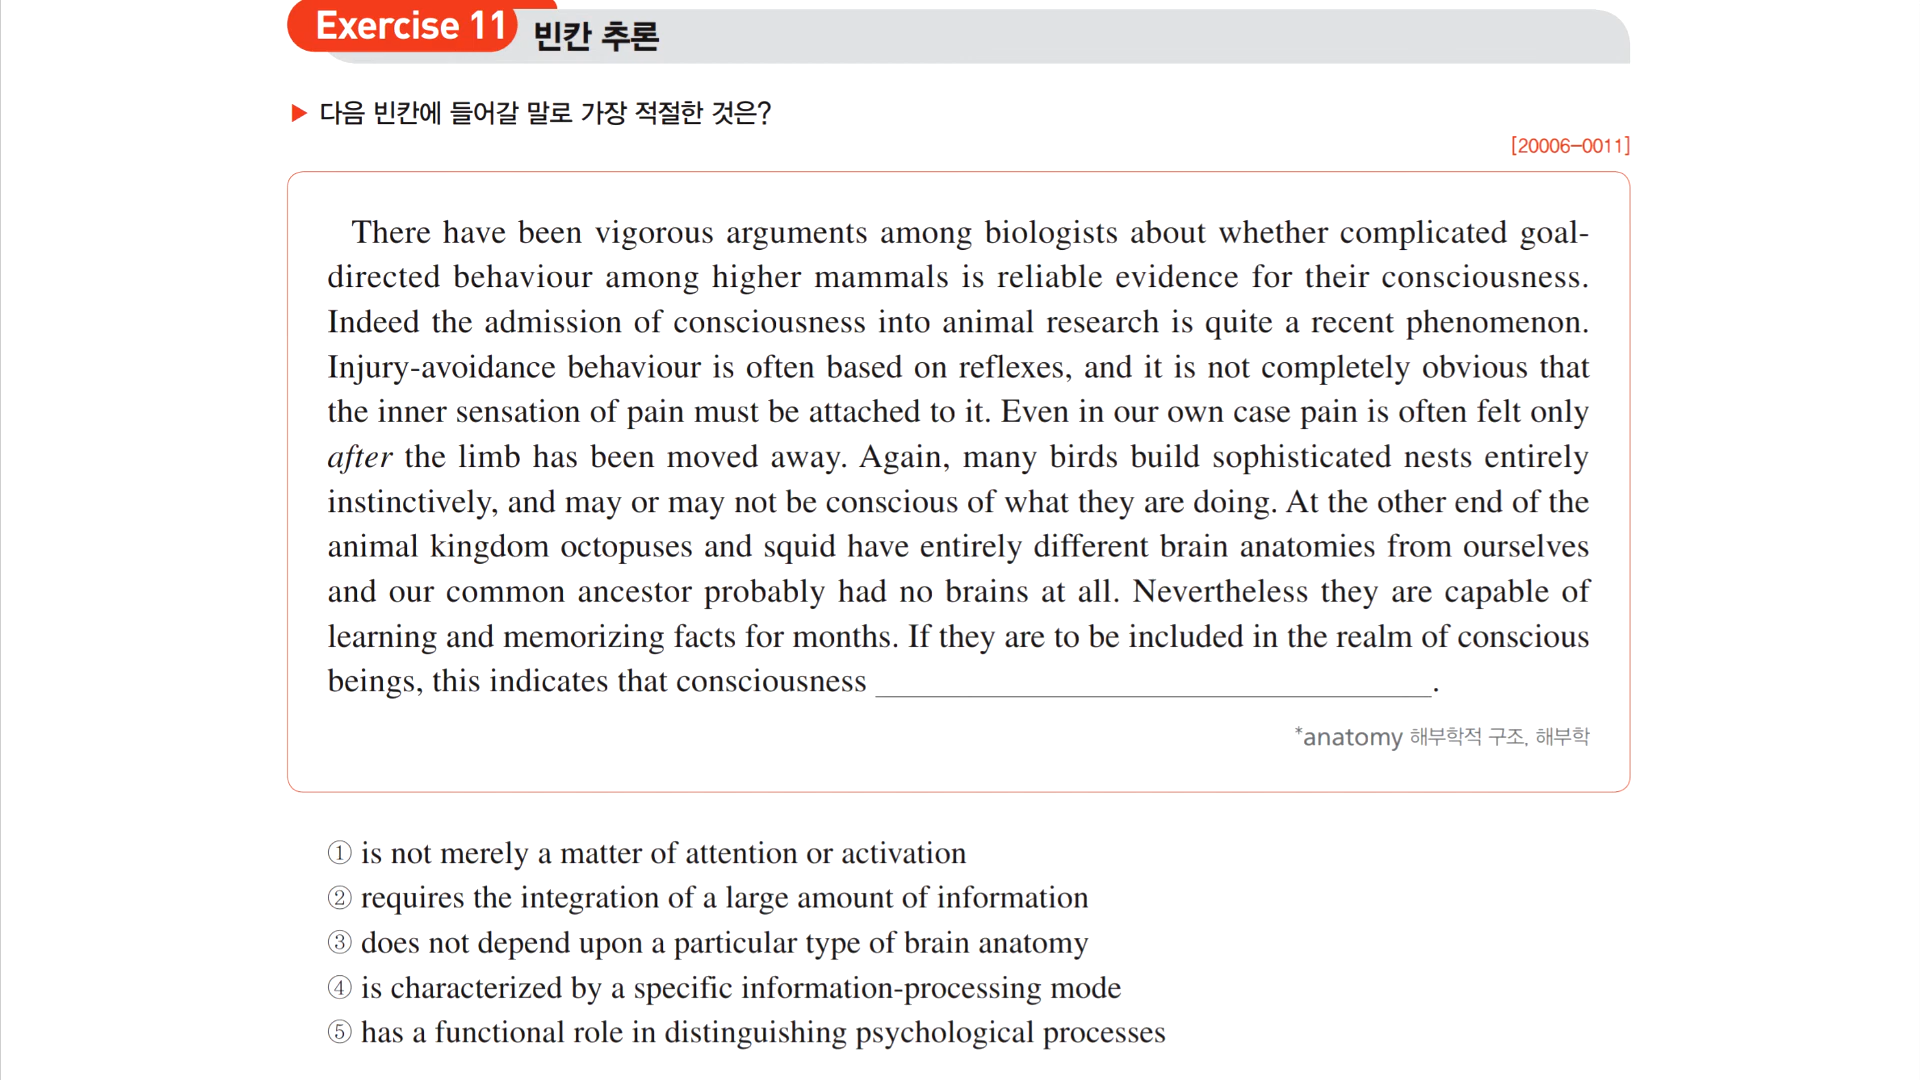 Exercise 11 빈칸 추론
▶ 다음 빈칸에 들어갈 말로 가장 적절한 것은?
[20006-0011]
There have been vigorous arguments among biologists about whether complicated goal-
directed behaviour among higher mammals is reliable evidence for their consciousness.
Indeed the admission of consciousness into animal research is quite a recent phenomenon.
Injury-avoidance behaviour is often based on reflexes, and it is not completely obvious that
the inner sensation of pain must be attached to it. Even in our own case pain is often felt only
after the limb has been moved away. Again, many birds build sophisticated nests entirely
instinctively, and may or may not be conscious of what they are doing. At the other end of the
animal kingdom octopuses and squid have entirely different brain anatomies from ourselves
and our common ancestor probably had no brains at all. Nevertheless they are capable of
learning and memorizing facts for months. If they are to be included in the realm of conscious
beings, this indicates that consciousness ______________________________.
*anatomy 해부학적 구조, 해부학
① is not merely a matter of attention or activation
② requires the integration of a large amount of information
③ does not depend upon a particular type of brain anatomy
④ is characterized by a specific information-processing mode
⑤ has a functional role in distinguishing psychological processes